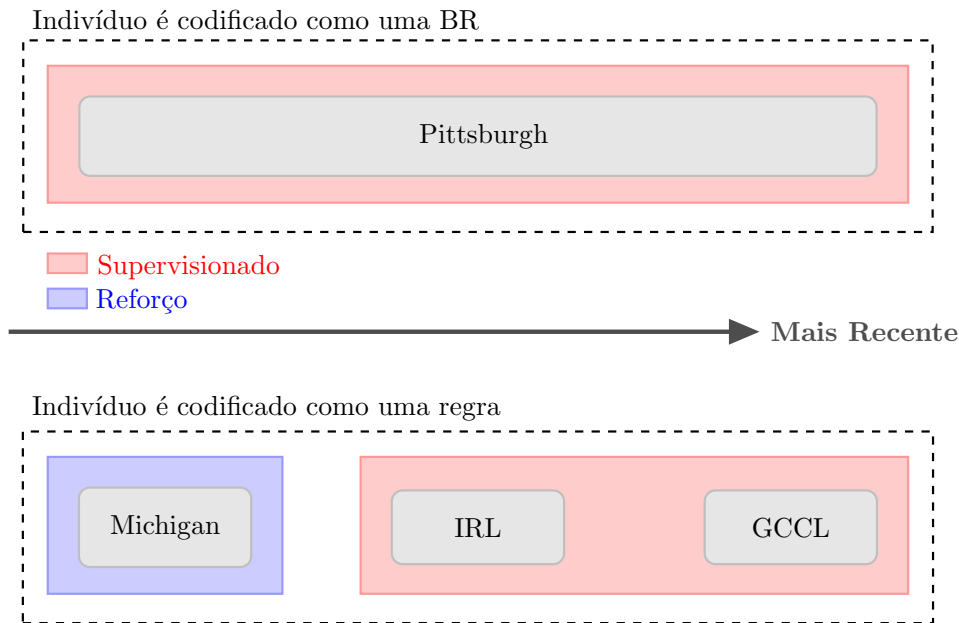 Indivíduo é codificado como uma BR
Pittsburgh
Supervisionado
Reforço
Mais Recente
Indivíduo é codificado como uma regra
Michigan
IRL
GCCL